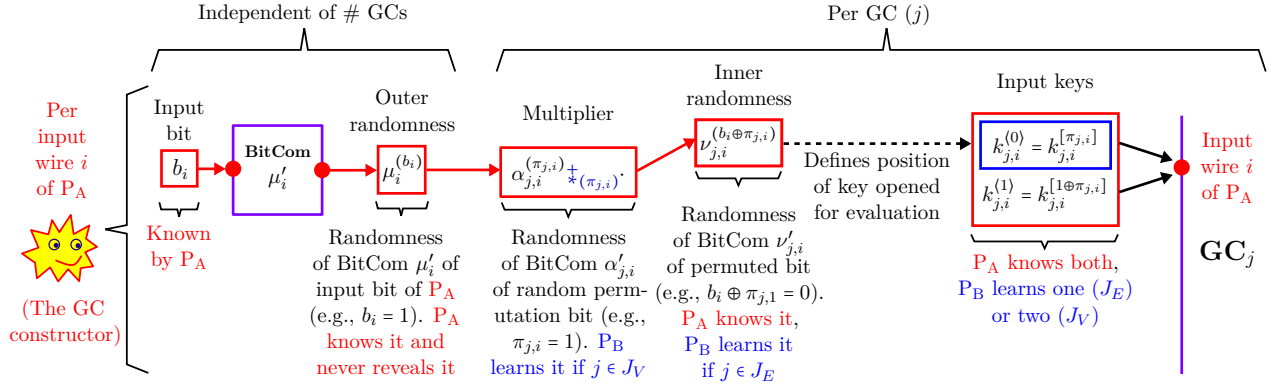 Independent of # GCs
Per GC (j)
Per
input
wire i
of P_A
(The GC
constructor)
Input
bit
b_i
Known
by P_A
BitCom
μ′_i
Outer
randomness
μ_i^{(b_i)}
Randomness
of BitCom μ′_i of
input bit of P_A
(e.g., b_i = 1). P_A
knows it and
never reveals it
Multiplier
α_{j,i}^{(π_{j,i})} ‡_{*(π_{j,i})} ·
Randomness
of BitCom α′_{j,i}
of random perm-
utation bit (e.g.,
π_{j,i} = 1). P_B
learns it if j ∈ J_V
Inner
randomness
ν_{j,i}^{(b_i⊕π_{j,i})}
Randomness
of BitCom ν′_{j,i}
of permuted bit
(e.g., b_i ⊕ π_{j,1} = 0).
P_A knows it,
P_B learns it
if j ∈ J_E
Defines position
of key opened
for evaluation
Input keys
k_{j,i}^{⟨0⟩} = k_{j,i}^{[π_{j,i}]}
k_{j,i}^{⟨1⟩} = k_{j,i}^{[1⊕π_{j,i}]}
P_A knows both,
P_B learns one (J_E)
or two (J_V)
Input
wire i
of P_A
GC_j